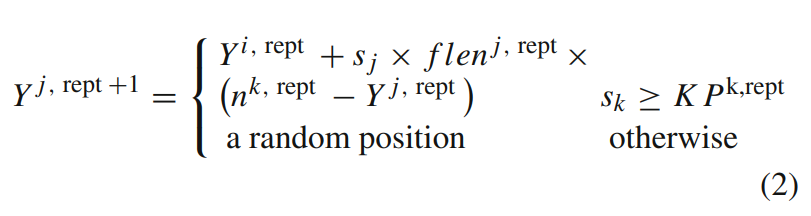 Y^{j, rept +1} = { Y^{i, rept} + s_j × flen^{j, rept} ×
(n^{k, rept} − Y^{j, rept}) s_k ≥ K P^{k,rept}
a random position otherwise
(2)